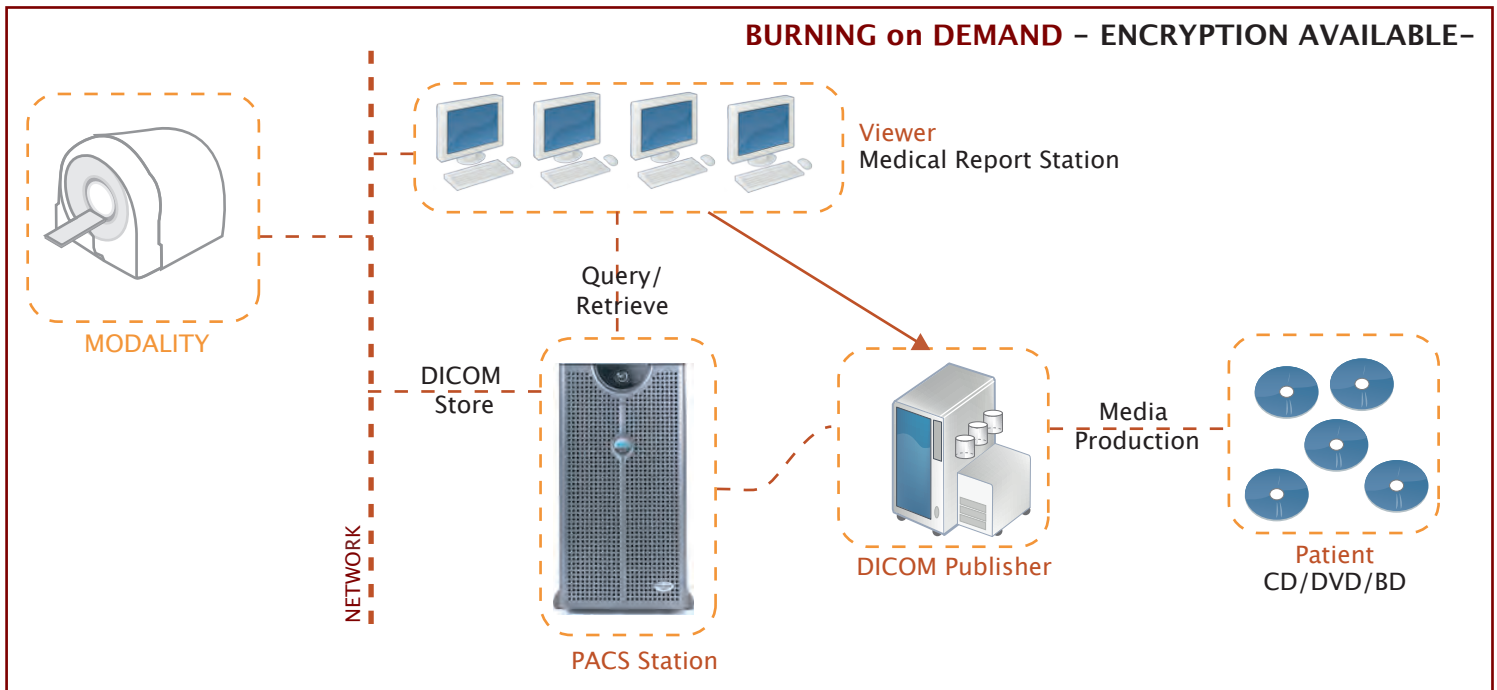 BURNING on DEMAND – ENCRYPTION AVAILABLE–
Viewer
Medical Report Station
MODALITY
Query/
Retrieve
DICOM
Store
NETWORK
PACS Station
DICOM Publisher
Media
Production
Patient
CD/DVD/BD